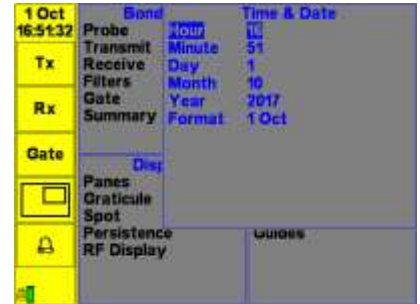 1 Oct
16:51:32
Tx
Rx
Gate
Bond
Probe
Transmit
Receive
Filters
Gate
Summary
Disp
Panes
Graticule
Spot
Persistence
RF Display
Guides
Time & Date
Hour 16
Minute 51
Day 1
Month 10
Year 2017
Format 1 Oct